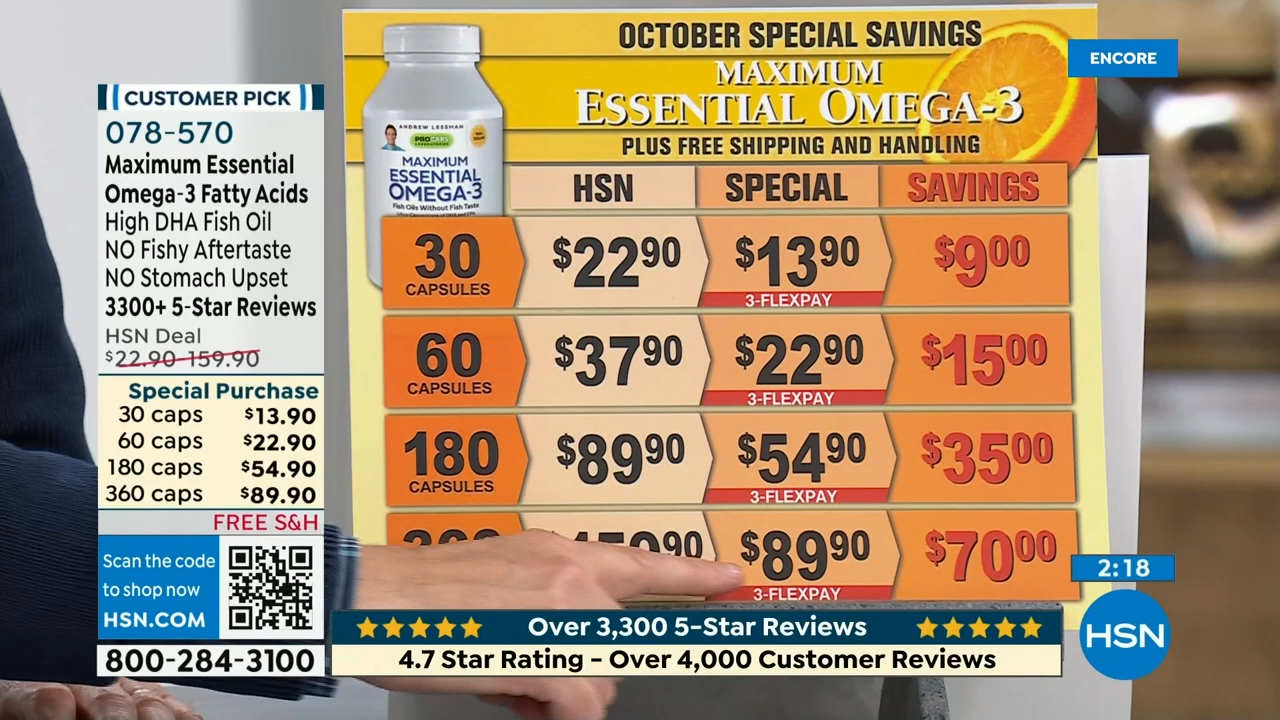 CUSTOMER PICK
078-570
Maximum Essential
Omega-3 Fatty Acids
High DHA Fish Oil
NO Fishy Aftertaste
NO Stomach Upset
3300+ 5-Star Reviews
HSN Deal
$22.90-159.90
Special Purchase
30 caps $13.90
60 caps $22.90
180 caps $54.90
360 caps $89.90
FREE S&H
Scan the code
to shop now
HSN.COM
800-284-3100
OCTOBER SPECIAL SAVINGS
MAXIMUM
ESSENTIAL OMEGA-3
PLUS FREE SHIPPING AND HANDLING
ANDREW LESSMAN
PROCAPS
LABORATORIES
MAXIMUM
ESSENTIAL
OMEGA-3
Fish Oils Without Fish Taste
HSN SPECIAL SAVINGS
30 CAPSULES $22.90 $13.90 3-FLEXPAY $9.00
60 CAPSULES $37.90 $22.90 3-FLEXPAY $15.00
180 CAPSULES $89.90 $54.90 3-FLEXPAY $35.00
$89.90 3-FLEXPAY $70.00
ENCORE
2:18
HSN
Over 3,300 5-Star Reviews
4.7 Star Rating – Over 4,000 Customer Reviews